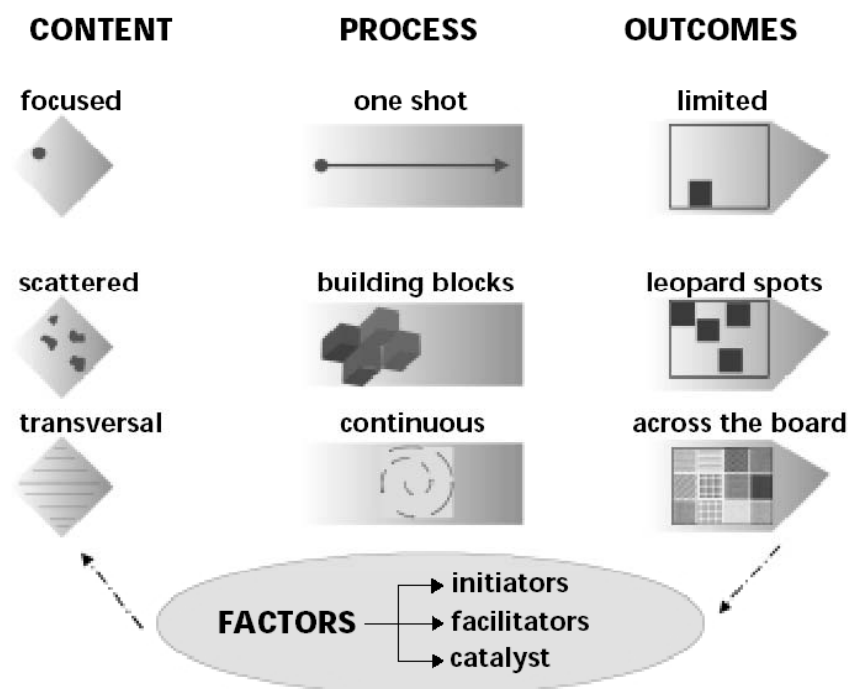 CONTENT PROCESS OUTCOMES
focused one shot limited
scattered building blocks leopard spots
transversal continuous across the board
initiators
FACTORS facilitators
catalyst